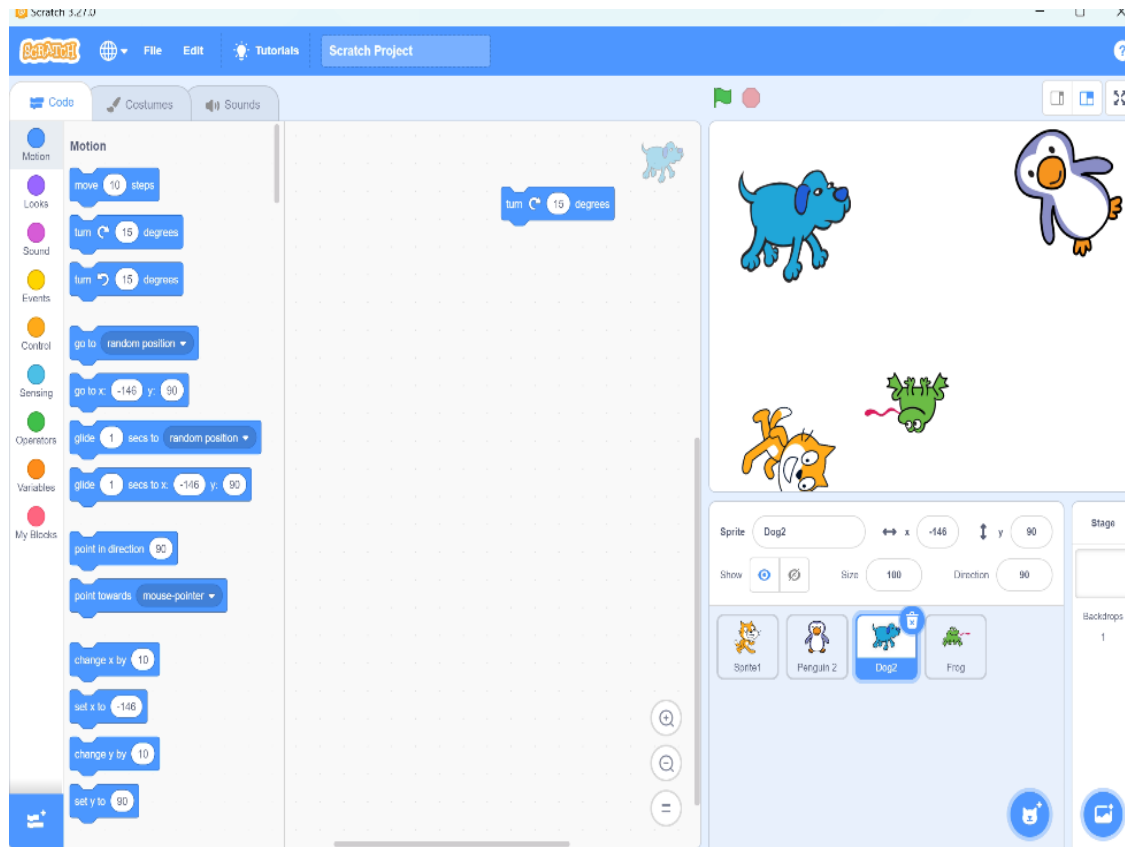 Scratch 3.27.0
SCRATCH File Edit Tutorials Scratch Project ?
Code Costumes Sounds
Motion
Looks
Sound
Events
Control
Sensing
Operators
Variables
My Blocks
Motion
move 10 steps
turn 15 degrees
turn 15 degrees
go to random position
go to x: -146 y: 90
glide 1 secs to random position
glide 1 secs to x: -146 y: 90
point in direction 90
point towards mouse-pointer
change x by 10
set x to -146
change y by 10
set y to 90
turn 15 degrees
Sprite Dog2 x -146 y 90
Show Size 100 Direction 90
Sprite1 Penguin 2 Dog2 Frog
Stage
Backdrops
1